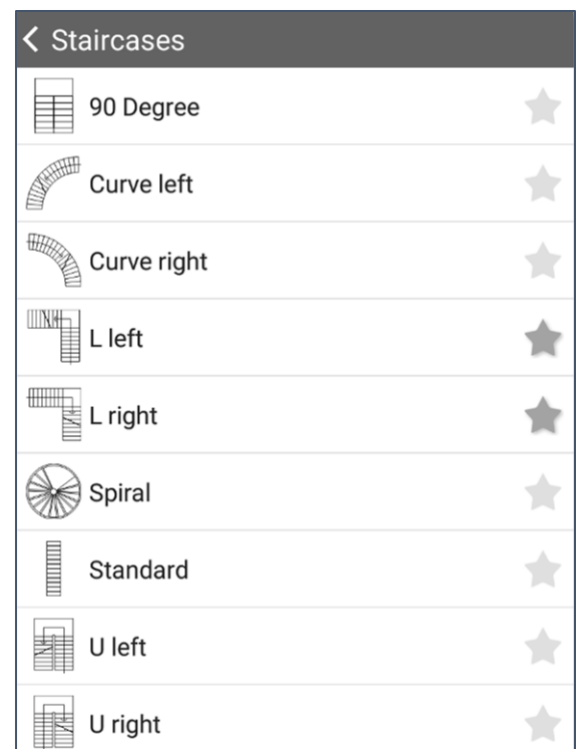 Staircases
90 Degree
Curve left
Curve right
L left
L right
Spiral
Standard
U left
U right